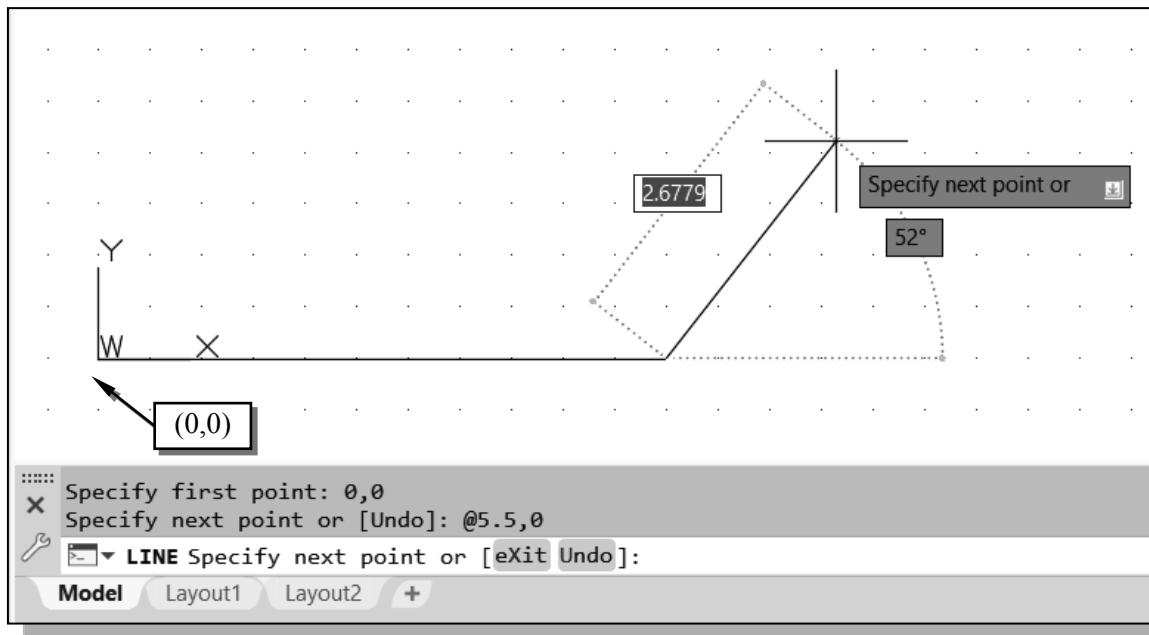 2.6779
Specify next point or
52°
Y
W X
(0,0)
Specify first point: 0,0
Specify next point or [Undo]: @5.5,0
LINE Specify next point or [eXit Undo]:
Model Layout1 Layout2 +